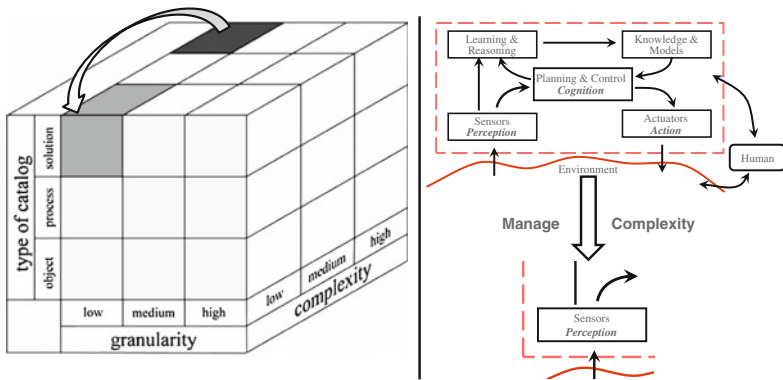 type of catalog
solution
process
object
low
medium
high
granularity
low
medium
high
complexity
Learning &
Reasoning
Knowledge &
Models
Planning & Control
Cognition
Sensors
Perception
Actuators
Action
Human
Environment
Manage
Complexity
Sensors
Perception